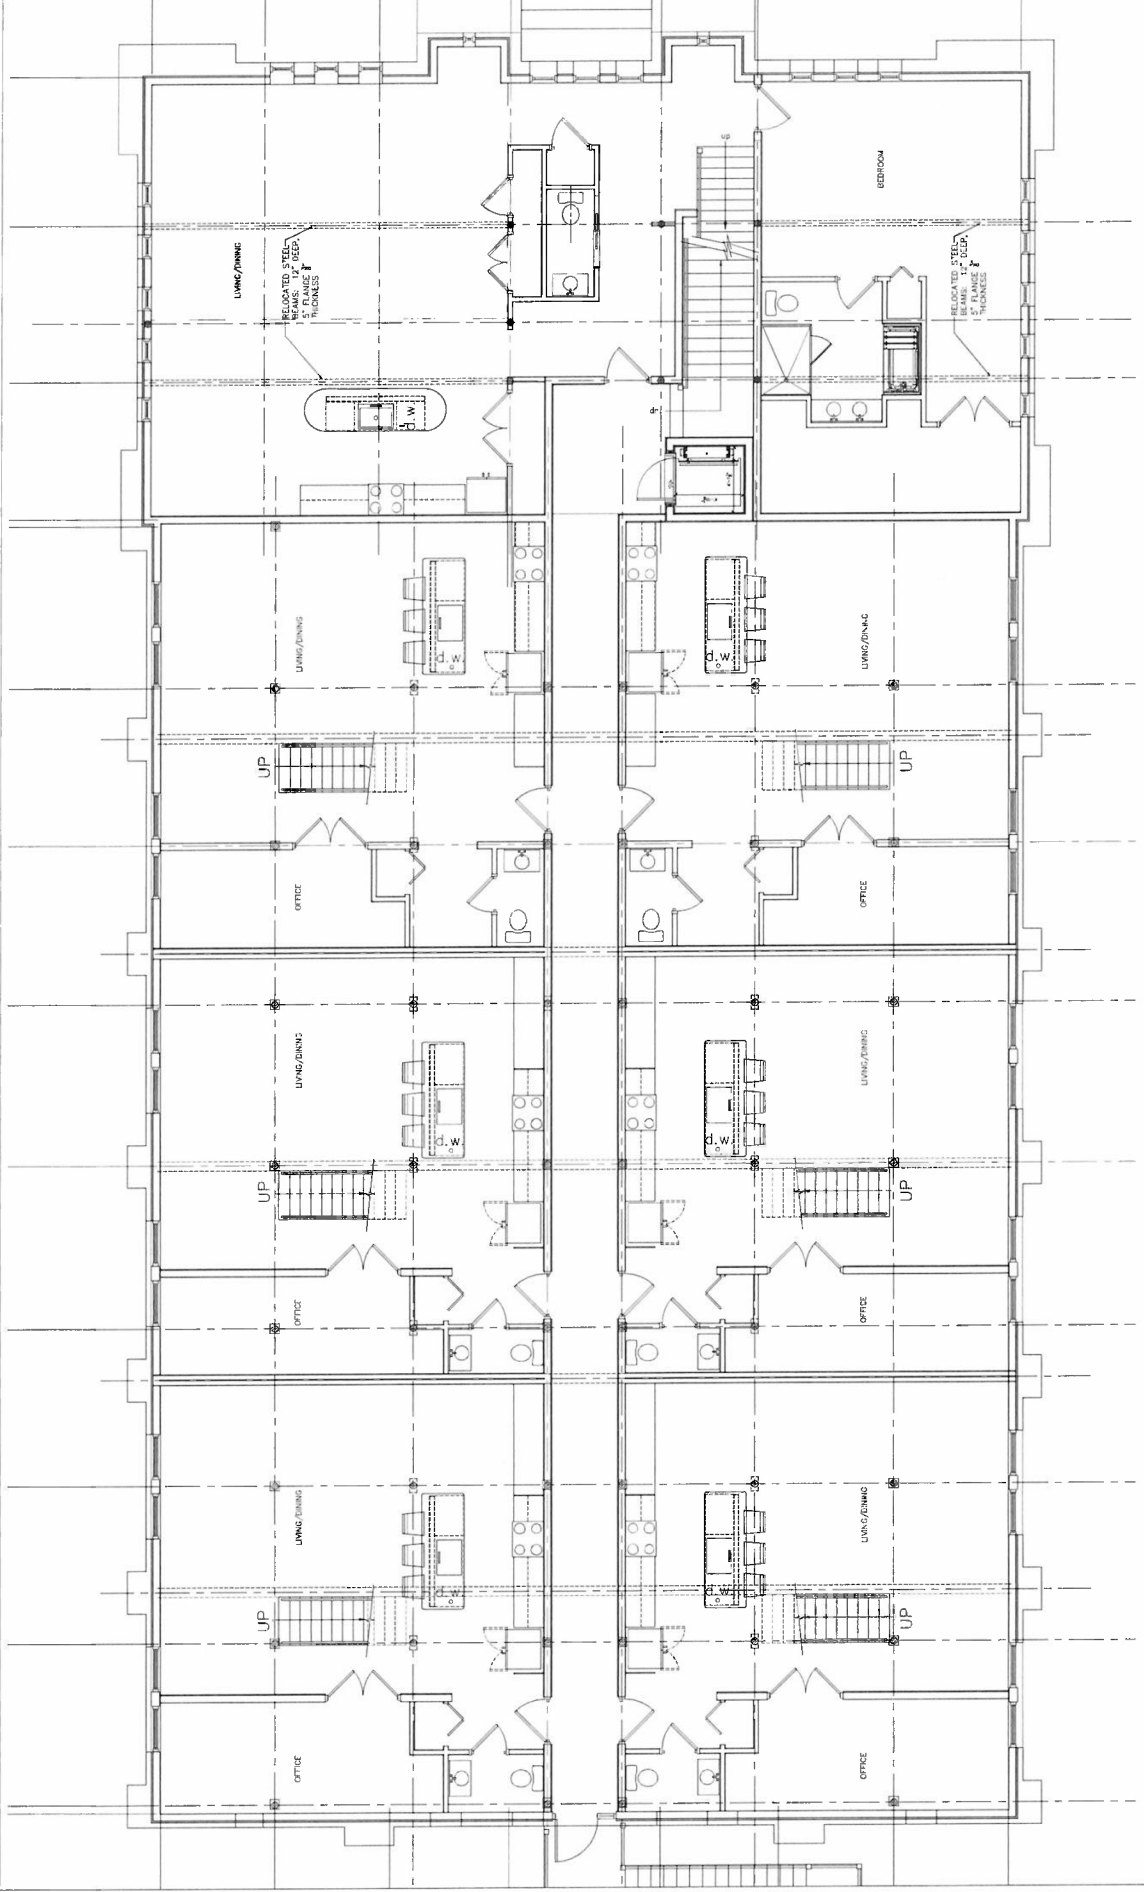 up
BEDROOM
LIVING/DINING
RELOCATED STEEL
BEAMS: 12" DEEP,
5" FLANGE
THICKNESS
RELOCATED STEEL
BEAMS: 12" DEEP,
5" FLANGE
THICKNESS
d.w
dn
LIVING/DINING
d.w.
d.w.
LIVING/DINING
UP
UP
OFFICE
OFFICE
LIVING/DINING
d.w.
d.w.
LIVING/DINING
UP
UP
OFFICE
OFFICE
LIVING/DINING
d.w.
d.w.
LIVING/DINING
UP
UP
OFFICE
OFFICE